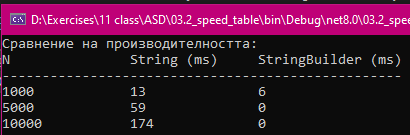 D:\Exercises\11 class\ASD\03.2_speed_table\bin\Debug\net8.0\03.2_spee
Сравнение на производителността:
N String (ms) StringBuilder (ms)
--------------------------------------------------
1000 13 6
5000 59 0
10000 174 0